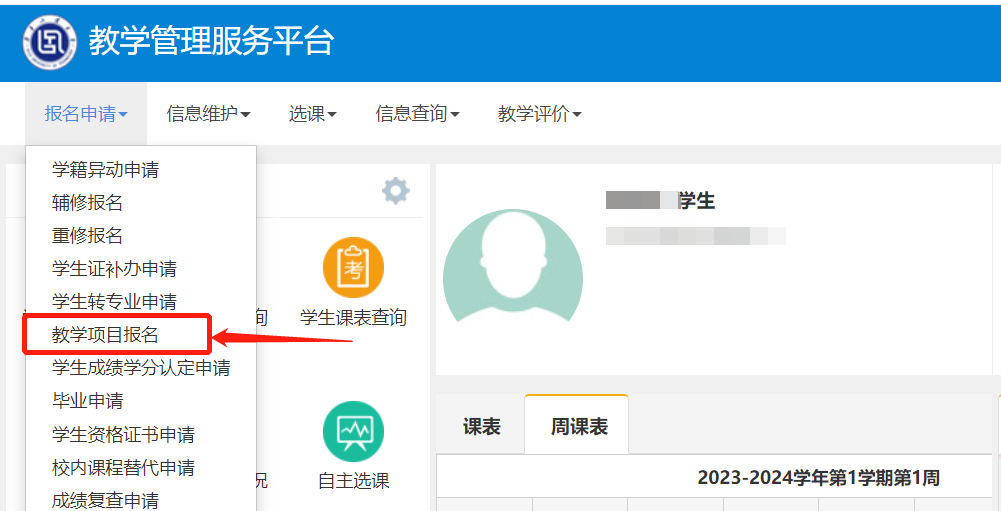 教学管理服务平台
报名申请 信息维护 选课 信息查询 教学评价
学籍异动申请
辅修报名
重修报名
学生证补办申请
学生转专业申请
教学项目报名
学生成绩学分认定申请
毕业申请
学生资格证书申请
校内课程替代申请
成绩复查申请
询
考
学生课表查询
况
自主选课
学生
课表 周课表
2023-2024学年第1学期第1周